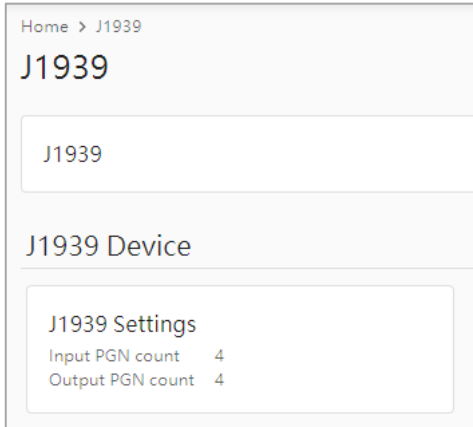 Home > J1939
J1939
J1939
J1939 Device
J1939 Settings
Input PGN count 4
Output PGN count 4